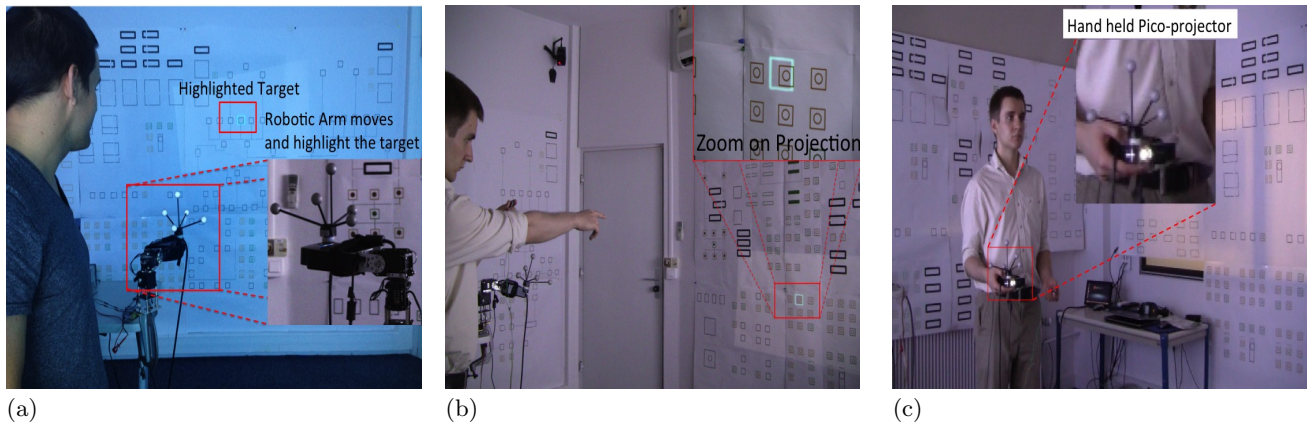 Highlighted Target
Robotic Arm moves
and highlight the target
Zoom on Projection
Hand held Pico-projector
(a)
(b)
(c)